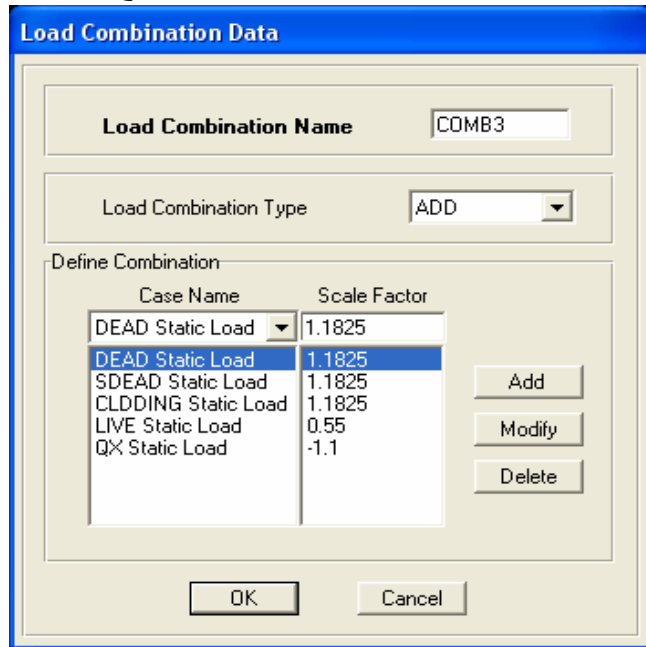 Load Combination Data
Load Combination Name COMB3
Load Combination Type ADD
Define Combination
Case Name Scale Factor
DEAD Static Load 1.1825
DEAD Static Load 1.1825
SDEAD Static Load 1.1825
CLDDING Static Load 1.1825
LIVE Static Load 0.55
QX Static Load -1.1
Add
Modify
Delete
OK Cancel